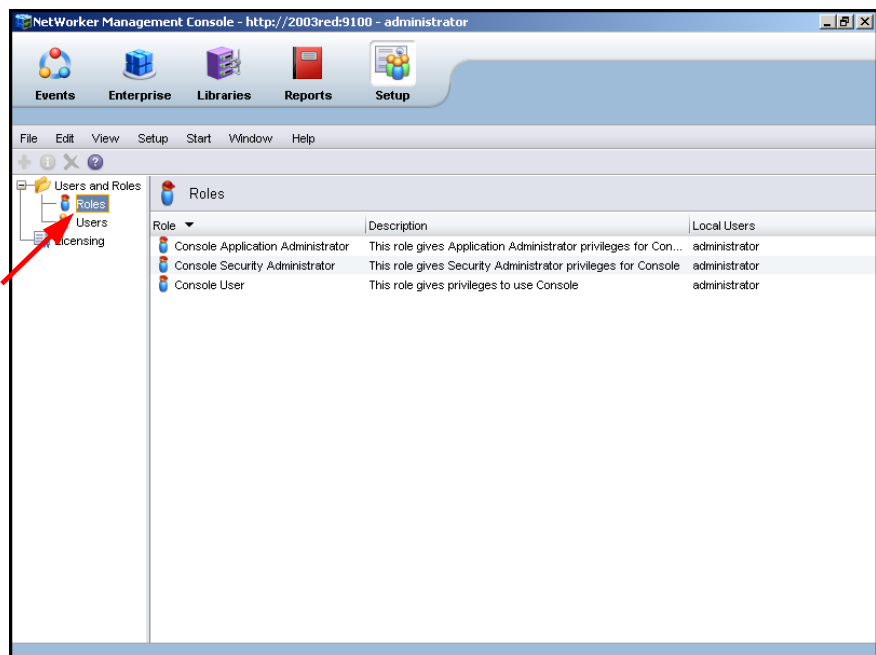 NetWorker Management Console - http://2003red:9100 - administrator
Events Enterprise Libraries Reports Setup
File Edit View Setup Start Window Help
Users and Roles
Roles
Users
Licensing
Roles
Role Description Local Users
Console Application Administrator This role gives Application Administrator privileges for Con... administrator
Console Security Administrator This role gives Security Administrator privileges for Console administrator
Console User This role gives privileges to use Console administrator